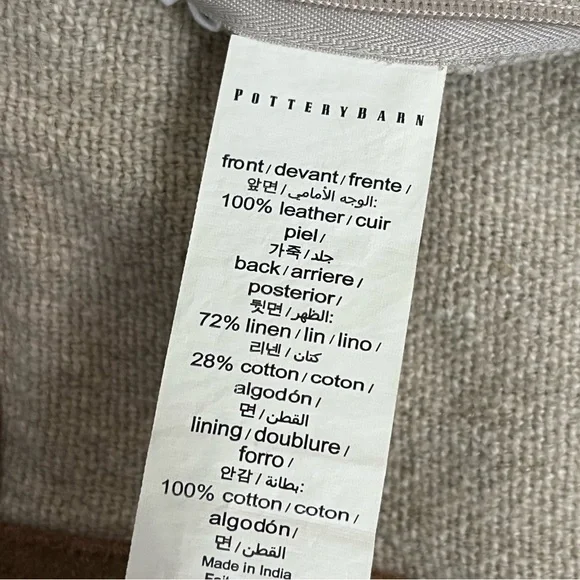 POTTERYBARN
front/devant/frente/
앞면/الوجه الأمامي:
100% leather/cuir
piel/
가죽/جلد
back/arriere/
posterior/
뒷면/الظهر:
72% linen/lin/lino/
리넨/كتان
28% cotton/coton/
algodón/
면/القطن
lining/doublure/
forro/
안감/بطانة:
100% cotton/coton/
algodón/
면/القطن
Made in India